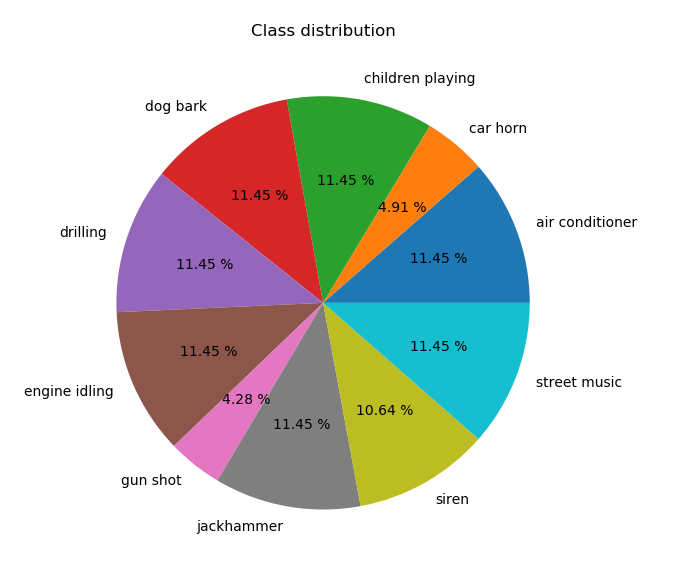 Class distribution
children playing
dog bark
car horn
11.45 %
11.45 %
4.91 %
air conditioner
drilling
11.45 %
11.45 %
11.45 %
11.45 %
engine idling
street music
4.28 %
10.64 %
11.45 %
gun shot
siren
jackhammer